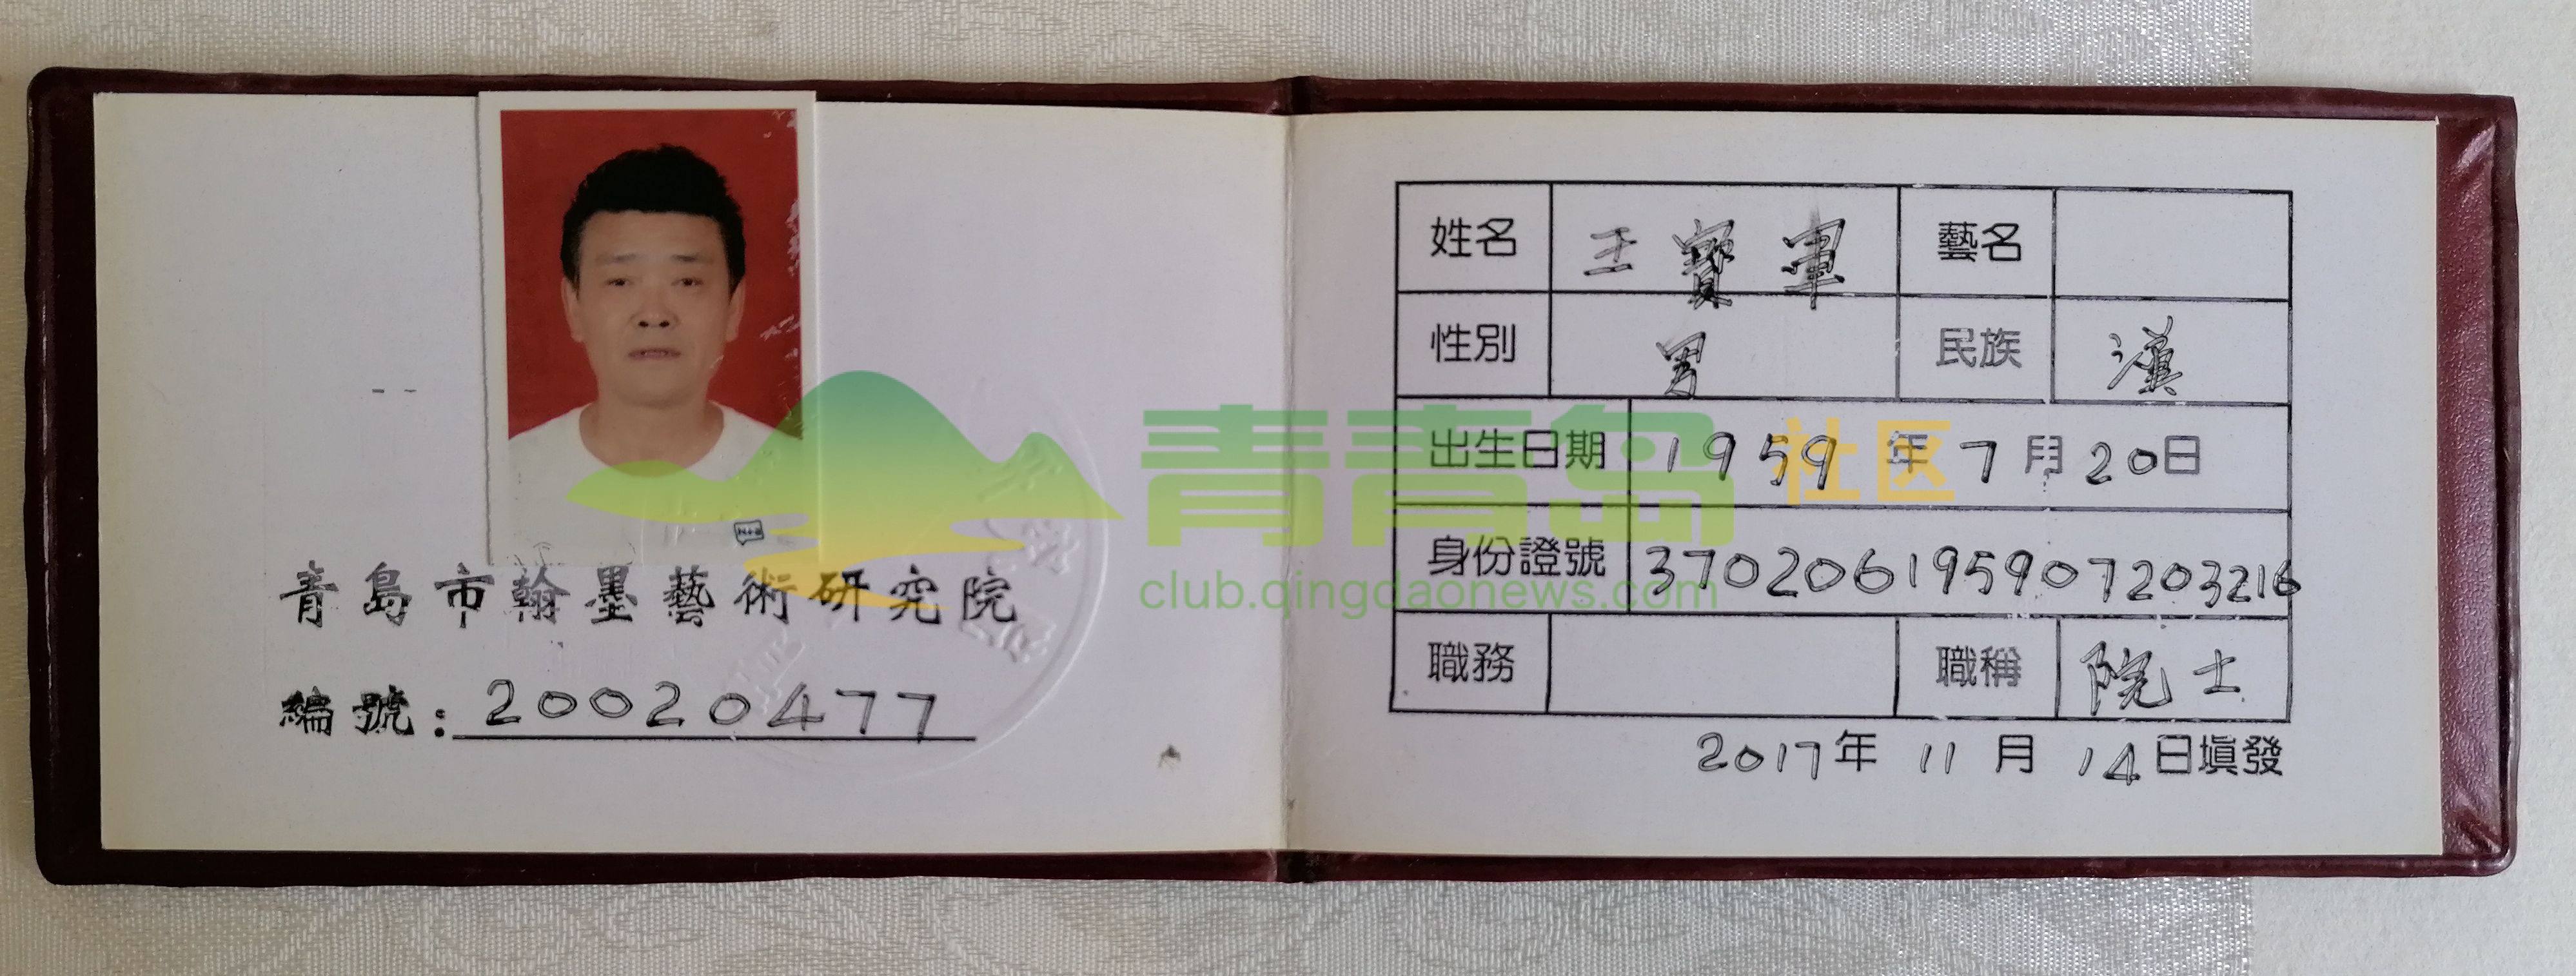 青島市翰墨藝術研究院
編號：20020477
姓名 王寶軍 藝名
性別 男 民族 漢
出生日期 1959年7月20日
身份證號 370206195907203216
職務 職稱 院士
2017年11月14日填發
青青岛社区
club.qingdaonews.com